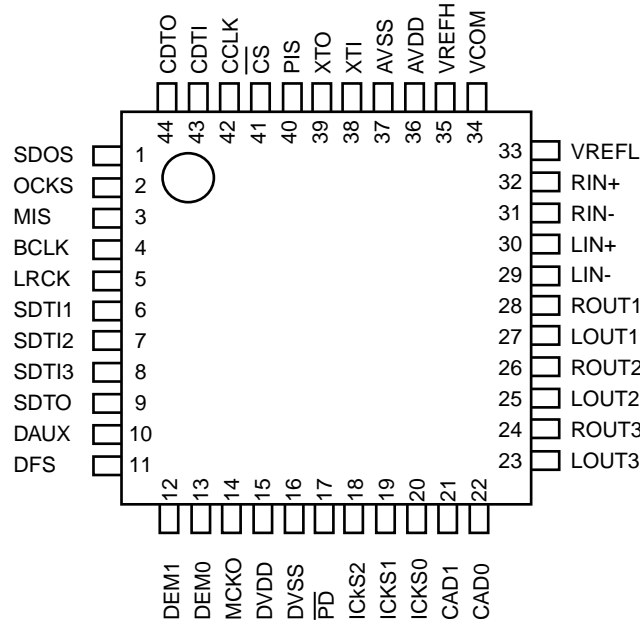 CDTO CDTI CCLK CS PIS XTO XTI AVSS AVDD VREFH VCOM
44 43 42 41 40 39 38 37 36 35 34
SDOS 1 33 VREFL
OCKS 2 32 RIN+
MIS 3 31 RIN-
BCLK 4 30 LIN+
LRCK 5 29 LIN-
SDTI1 6 28 ROUT1
SDTI2 7 27 LOUT1
SDTI3 8 26 ROUT2
SDTO 9 25 LOUT2
DAUX 10 24 ROUT3
DFS 11 23 LOUT3
12 13 14 15 16 17 18 19 20 21 22
DEM1 DEM0 MCKO DVDD DVSS PD ICkS2 ICKS1 ICKS0 CAD1 CAD0